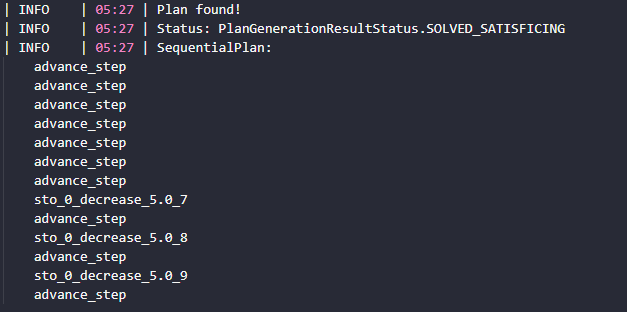 | INFO | 05:27 | Plan found!
| INFO | 05:27 | Status: PlanGenerationResultStatus.SOLVED_SATISFICING
| INFO | 05:27 | SequentialPlan:
advance_step
advance_step
advance_step
advance_step
advance_step
advance_step
advance_step
sto_0_decrease_5.0_7
advance_step
sto_0_decrease_5.0_8
advance_step
sto_0_decrease_5.0_9
advance_step